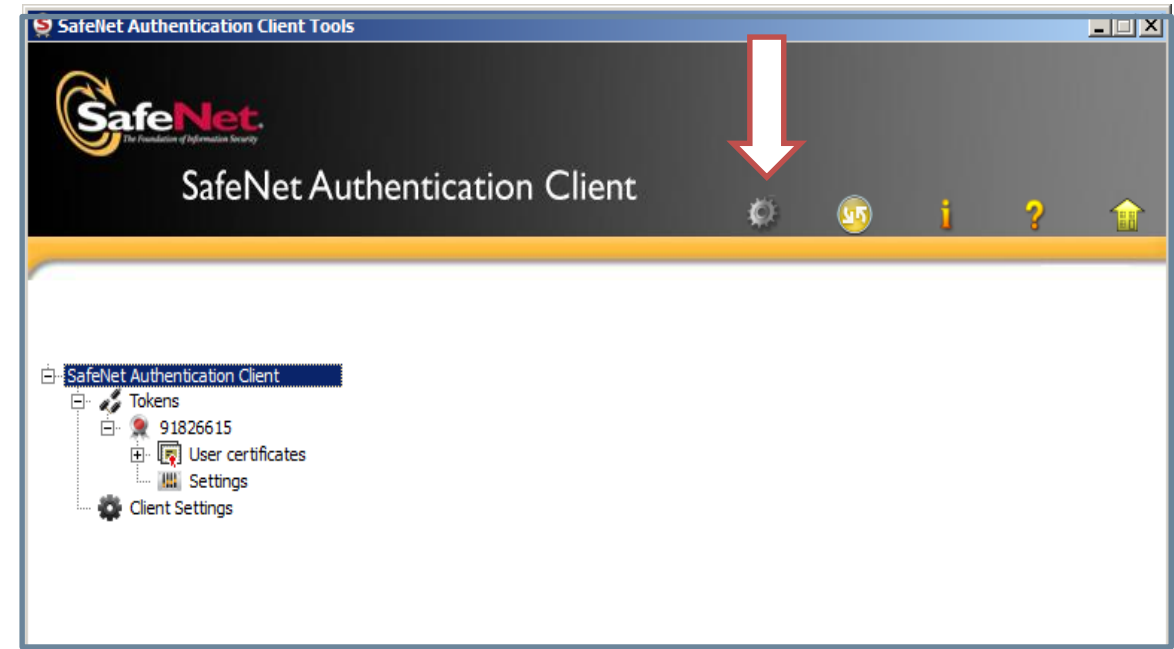 SafeNet Authentication Client Tools
SafeNet.
The Foundation of Information Security
SafeNet Authentication Client
i
?
SafeNet Authentication Client
Tokens
91826615
User certificates
Settings
Client Settings